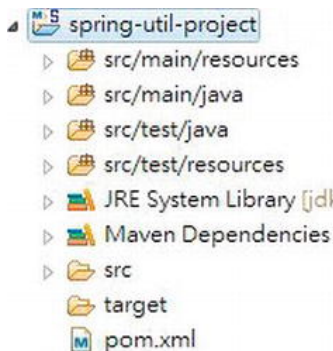 spring-util-project
src/main/resources
src/main/java
src/test/java
src/test/resources
JRE System Library
Maven Dependencies
src
target
pom.xml